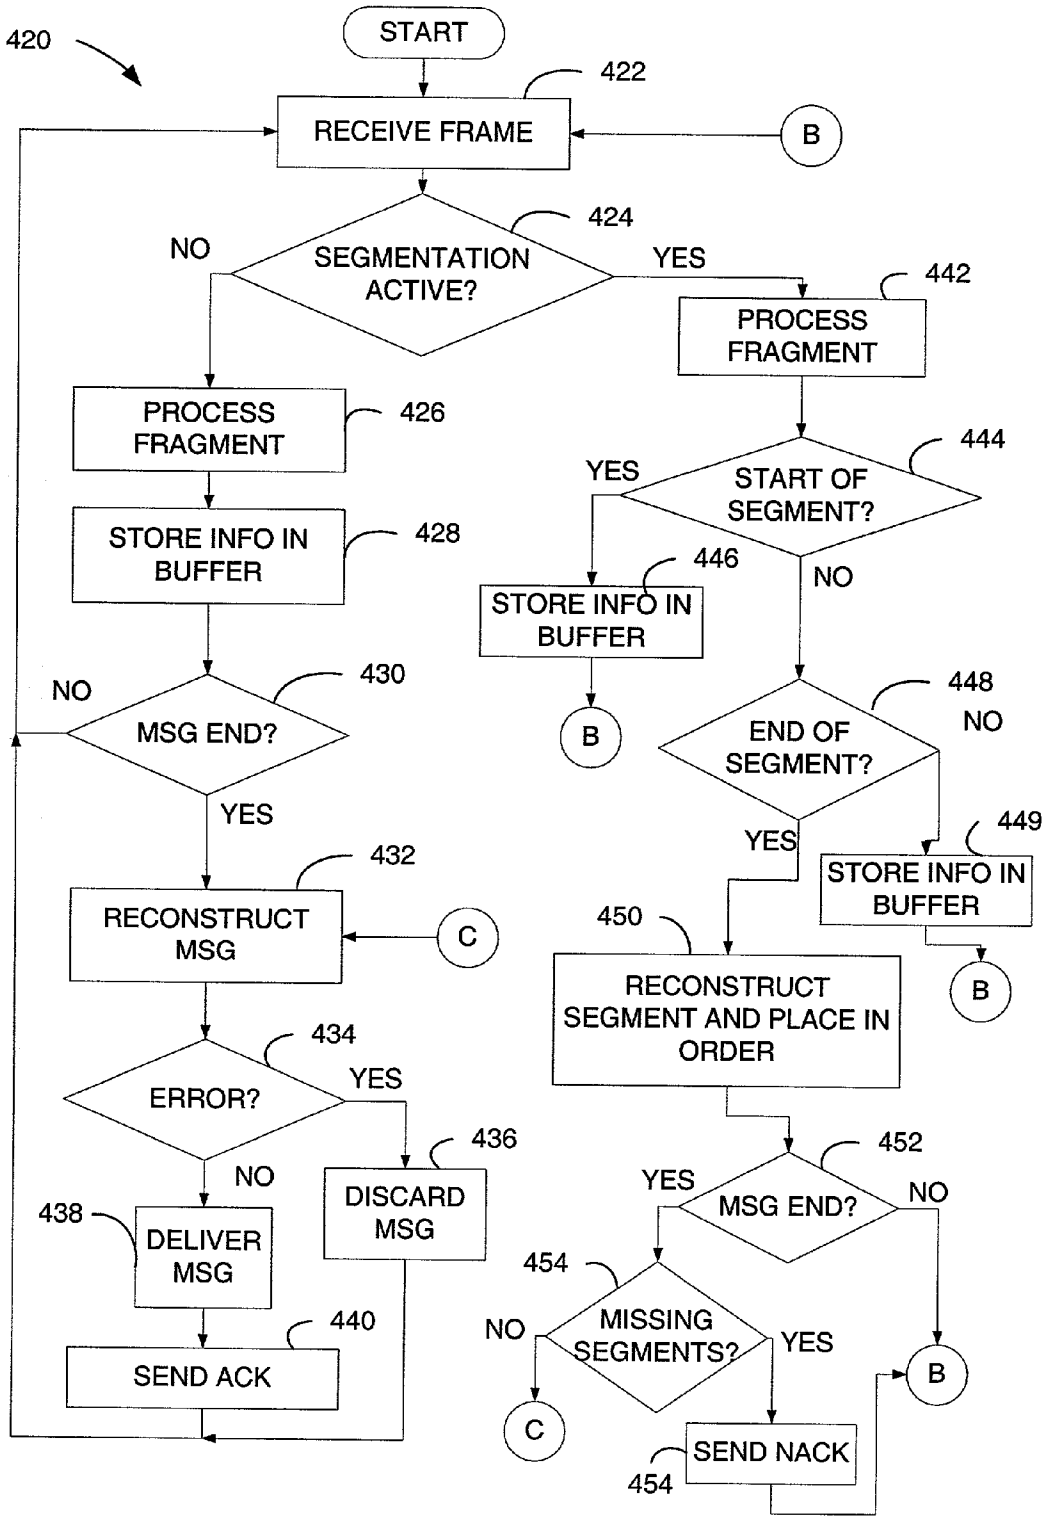 420
START
422
RECEIVE FRAME
B
424
NO
SEGMENTATION
ACTIVE?
YES
442
PROCESS
FRAGMENT
PROCESS
FRAGMENT
426
444
YES
START OF
SEGMENT?
STORE INFO IN
BUFFER
428
446
NO
STORE INFO IN
BUFFER
430
NO
MSG END?
YES
B
448
NO
END OF
SEGMENT?
YES
449
STORE INFO IN
BUFFER
B
432
RECONSTRUCT
MSG
C
450
RECONSTRUCT
SEGMENT AND PLACE IN
ORDER
434
ERROR?
YES
NO
436
DISCARD
MSG
438
DELIVER
MSG
440
SEND ACK
452
YES
MSG END?
NO
454
NO
MISSING
SEGMENTS?
YES
B
C
SEND NACK
454